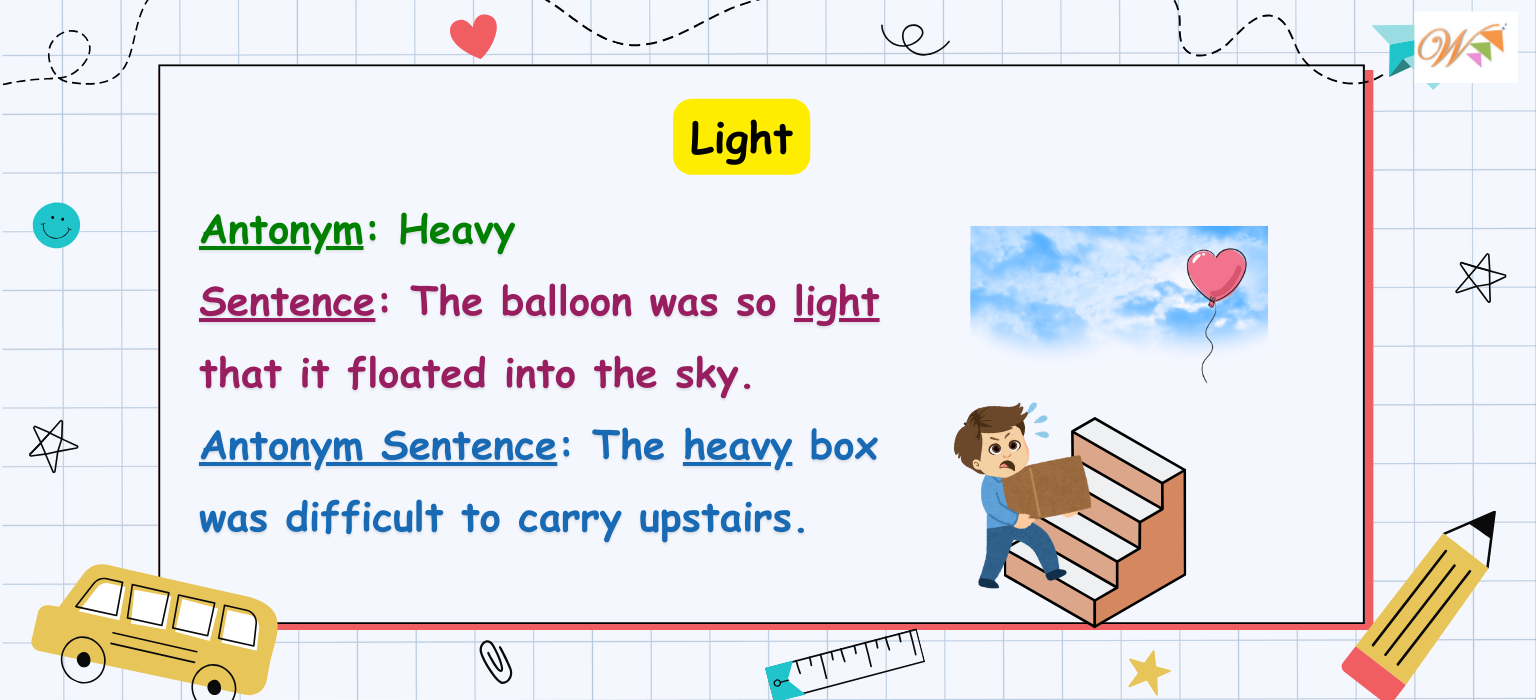 W
Light
Antonym: Heavy
Sentence: The balloon was so light
that it floated into the sky.
Antonym Sentence: The heavy box
was difficult to carry upstairs.